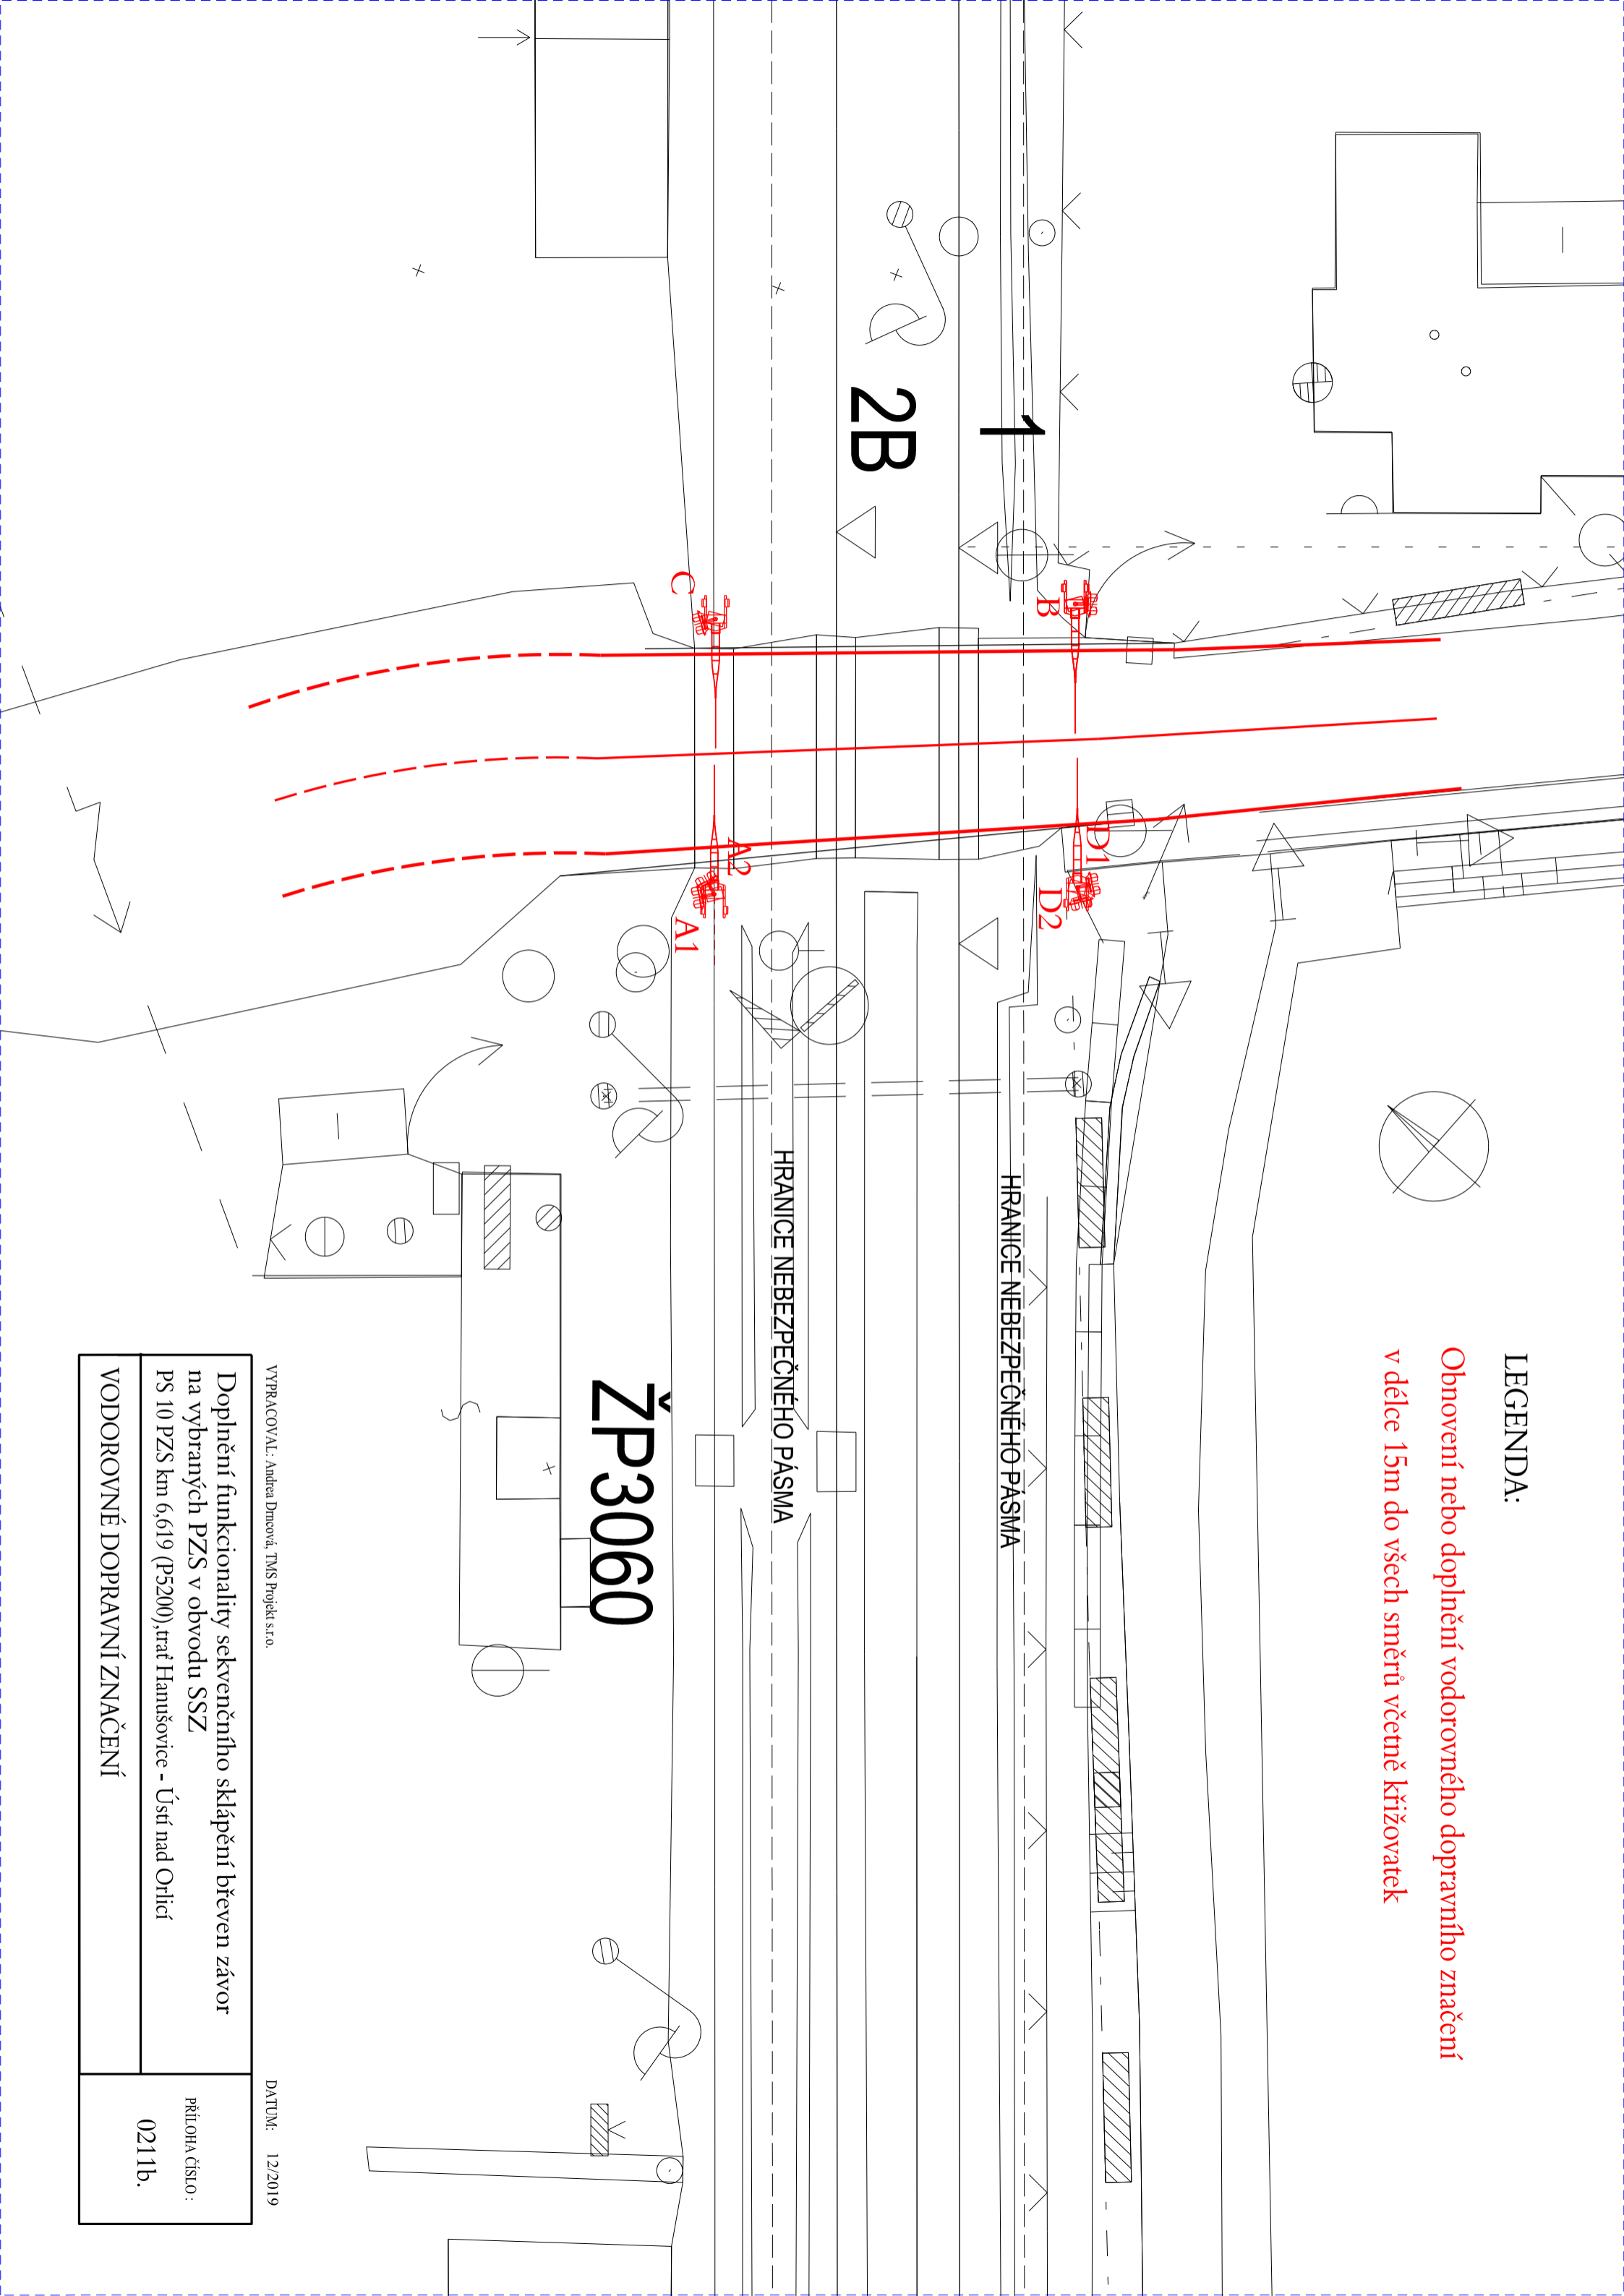 LEGENDA:
Obnovení nebo doplnění vodorovného dopravního značení
v délce 15m do všech směrů včetně křižovatek
1
2B
B
C
D1
D2
A2
A1
HRANICE NEBEZPEČNÉHO PÁSMA
HRANICE NEBEZPEČNÉHO PÁSMA
ŽP3060
VYPRACOVAL: Andrea Drncová, TMS Projekt s.r.o.
DATUM: 12/2019
Doplnění funkcionality sekvenčního sklápění břeven závor
na vybraných PZS v obvodu SSZ
PS 10 PZS km 6,619 (P5200),trať Hanušovice - Ústí nad Orlicí
PŘÍLOHA ČÍSLO :
0211b.
VODOROVNÉ DOPRAVNÍ ZNAČENÍ